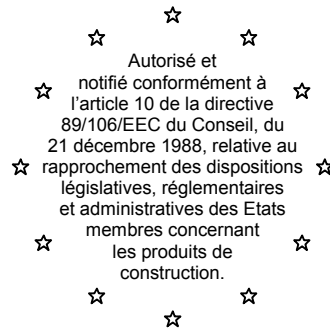 Autorisé et
notifié conformément à
l'article 10 de la directive
89/106/EEC du Conseil, du
21 décembre 1988, relative au
rapprochement des dispositions
législatives, réglementaires
et administratives des Etats
membres concernant
les produits de
construction.